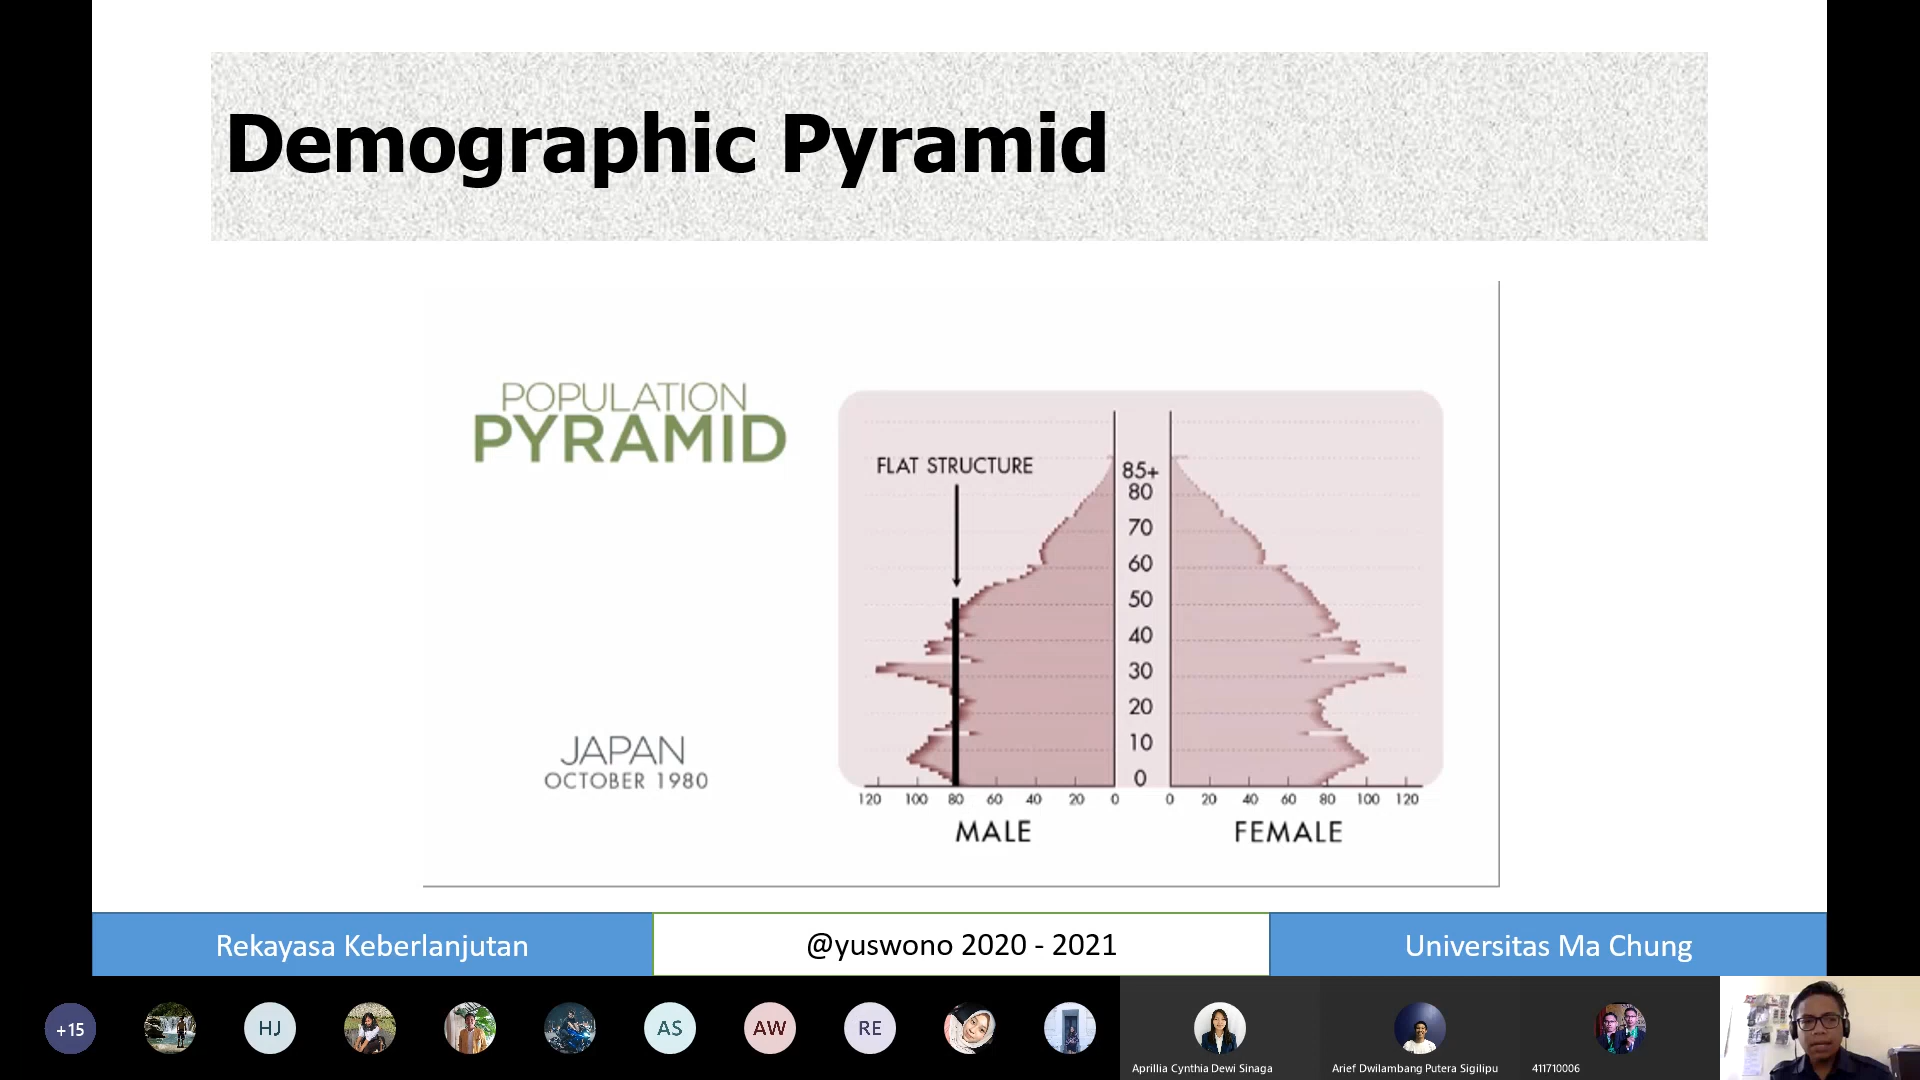 Demographic Pyramid
POPULATION
PYRAMID
FLAT STRUCTURE
85+
80
70
60
50
40
30
20
10
0
120 100 80 60 40 20 0
0 20 40 60 80 100 120
MALE
FEMALE
JAPAN
OCTOBER 1980
Rekayasa Keberlanjutan
@yuswono 2020 - 2021
Universitas Ma Chung
+15
HJ
AS
AW
RE
Aprillia Cynthia Dewi Sinaga
Arief Dwilambang Putera Sigilipu
411710006